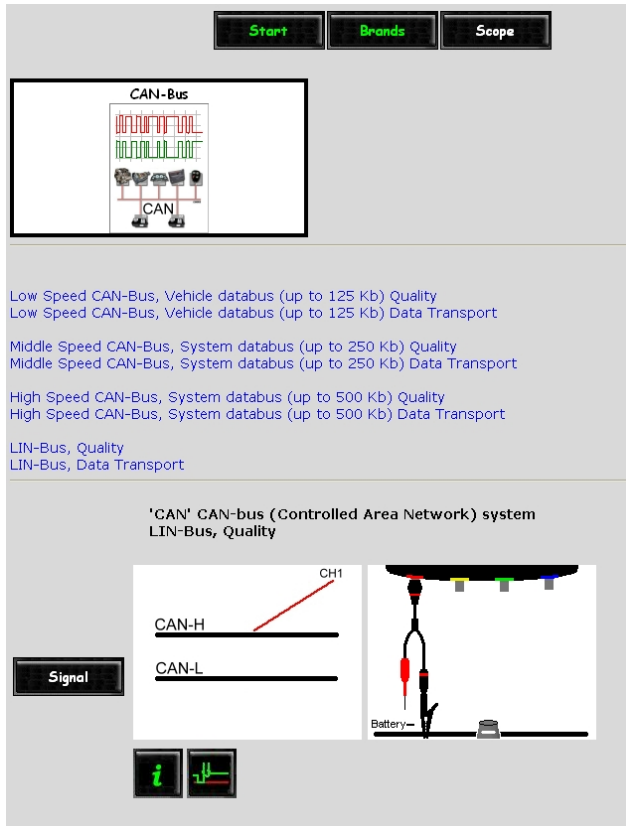 Start Brands Scope
CAN-Bus
CAN
Low Speed CAN-Bus, Vehicle databus (up to 125 Kb) Quality
Low Speed CAN-Bus, Vehicle databus (up to 125 Kb) Data Transport
Middle Speed CAN-Bus, System databus (up to 250 Kb) Quality
Middle Speed CAN-Bus, System databus (up to 250 Kb) Data Transport
High Speed CAN-Bus, System databus (up to 500 Kb) Quality
High Speed CAN-Bus, System databus (up to 500 Kb) Data Transport
LIN-Bus, Quality
LIN-Bus, Data Transport
'CAN' CAN-bus (Controlled Area Network) system
LIN-Bus, Quality
CH1
CAN-H
CAN-L
Signal
Battery
i